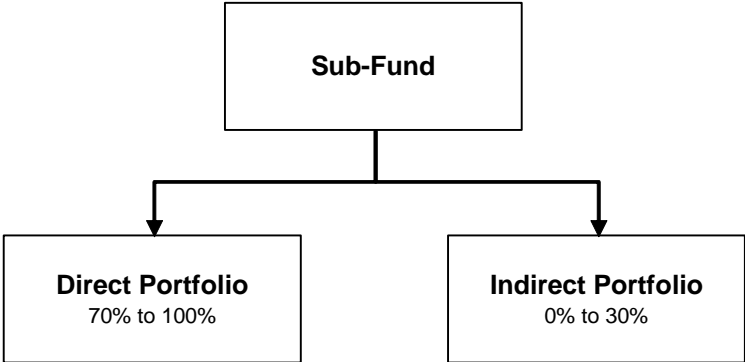 Sub-Fund
Direct Portfolio
70% to 100%
Indirect Portfolio
0% to 30%